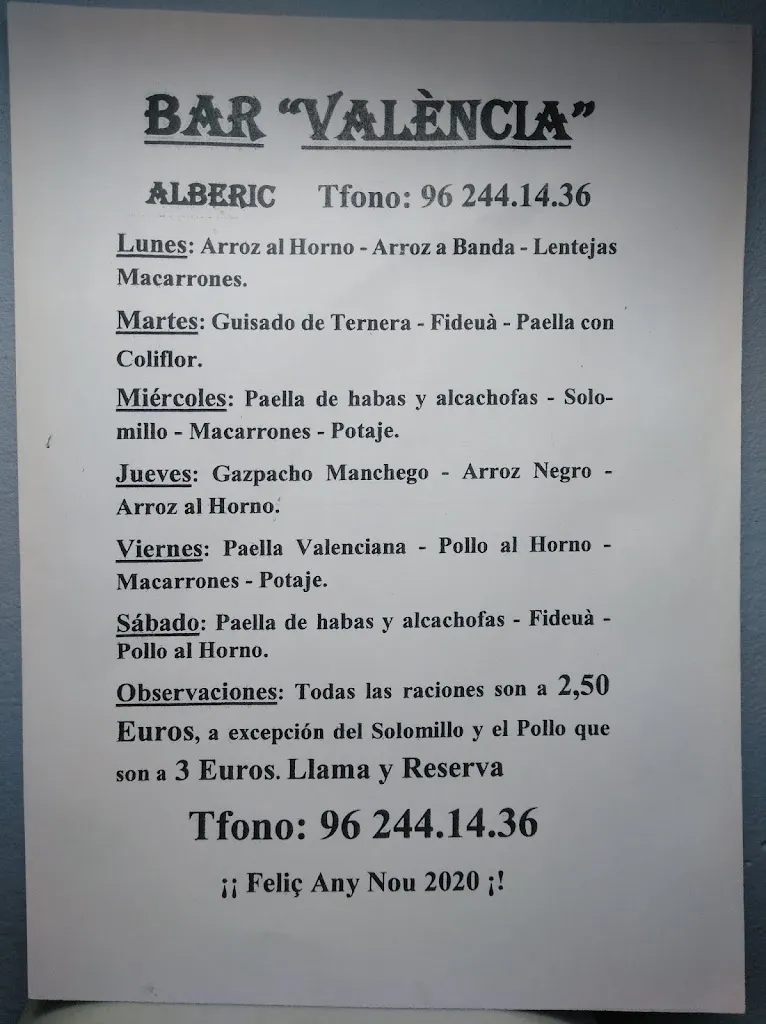 BAR “VALÈNCIA”
ALBERIC Tfono: 96 244.14.36
Lunes: Arroz al Horno - Arroz a Banda - Lentejas
Macarrones.
Martes: Guisado de Ternera - Fideuà - Paella con
Coliflor.
Miércoles: Paella de habas y alcachofas - Solo-
millo - Macarrones - Potaje.
Jueves: Gazpacho Manchego - Arroz Negro -
Arroz al Horno.
Viernes: Paella Valenciana - Pollo al Horno -
Macarrones - Potaje.
Sábado: Paella de habas y alcachofas - Fideuà -
Pollo al Horno.
Observaciones: Todas las raciones son a 2,50
Euros, a excepción del Solomillo y el Pollo que
son a 3 Euros. Llama y Reserva
Tfono: 96 244.14.36
¡¡ Feliç Any Nou 2020 ¡!